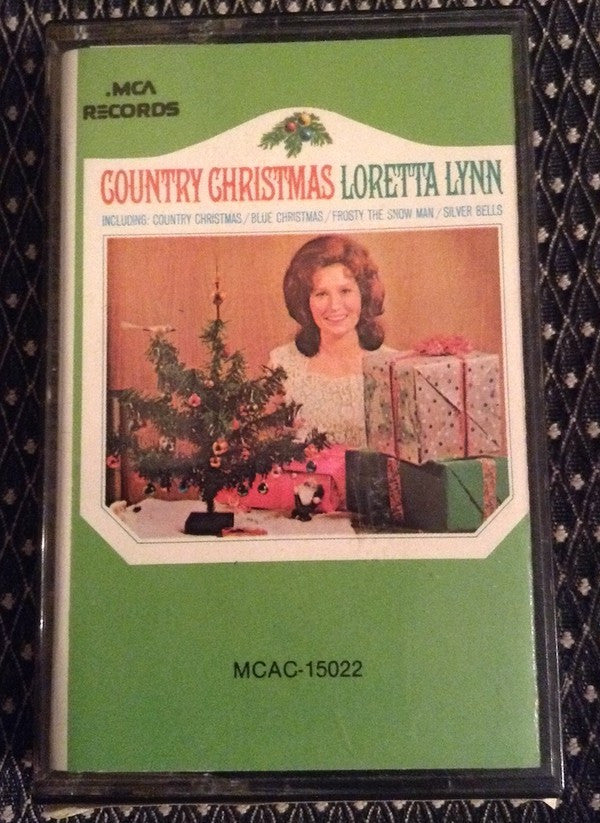 .MCA
RECORDS
COUNTRY CHRISTMAS LORETTA LYNN
INCLUDING: COUNTRY CHRISTMAS / BLUE CHRISTMAS / FROSTY THE SNOW MAN / SILVER BELLS
MCAC-15022